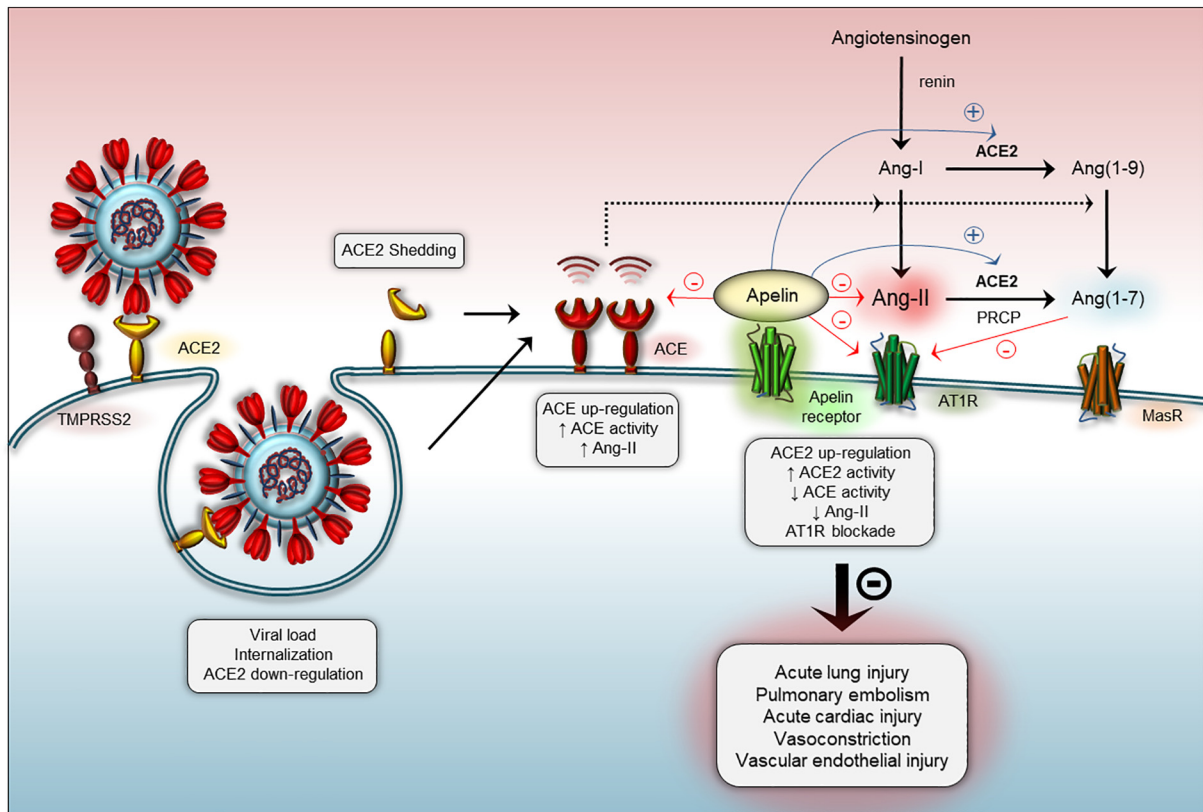 Angiotensinogen
renin
⊕
Ang-I
ACE2
Ang(1-9)
ACE2 Shedding
⊕
Apelin
⊖
⊖
⊖
Ang-II
ACE2
PRCP
Ang(1-7)
⊖
ACE2
TMPRSS2
ACE
Apelin
receptor
AT1R
MasR
ACE up-regulation
↑ ACE activity
↑ Ang-II
ACE2 up-regulation
↑ ACE2 activity
↓ ACE activity
↓ Ang-II
AT1R blockade
⊖
Viral load
Internalization
ACE2 down-regulation
Acute lung injury
Pulmonary embolism
Acute cardiac injury
Vasoconstriction
Vascular endothelial injury